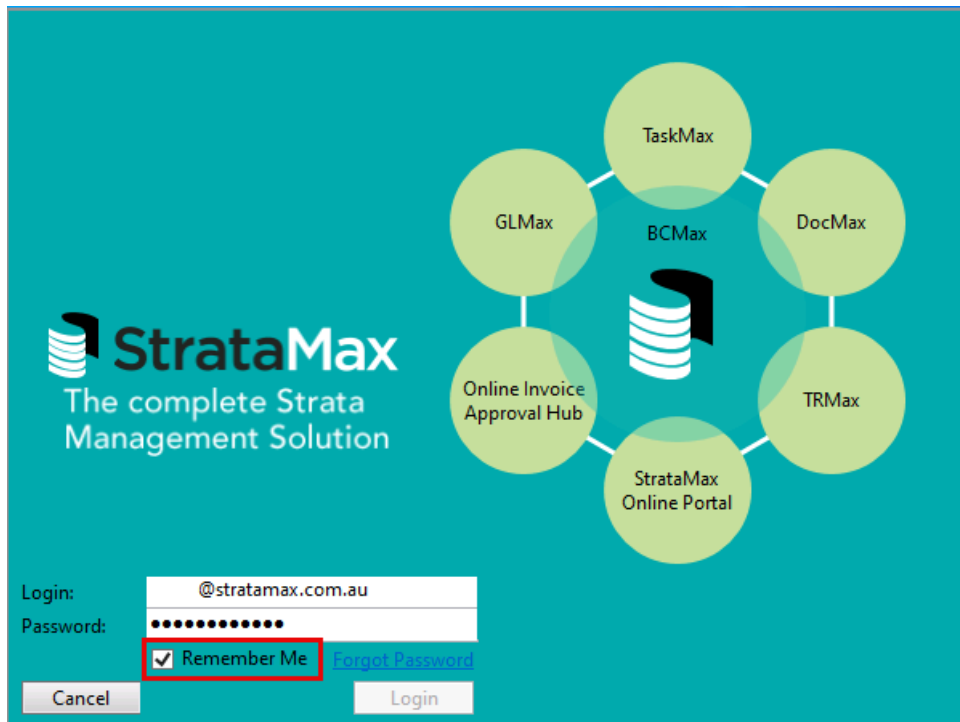 TaskMax
GLMax
BCMax
DocMax
StrataMax
The complete Strata
Management Solution
Online Invoice
Approval Hub
TRMax
StrataMax
Online Portal
Login:
@stratamax.com.au
Password:
Remember Me
Forgot Password
Cancel
Login